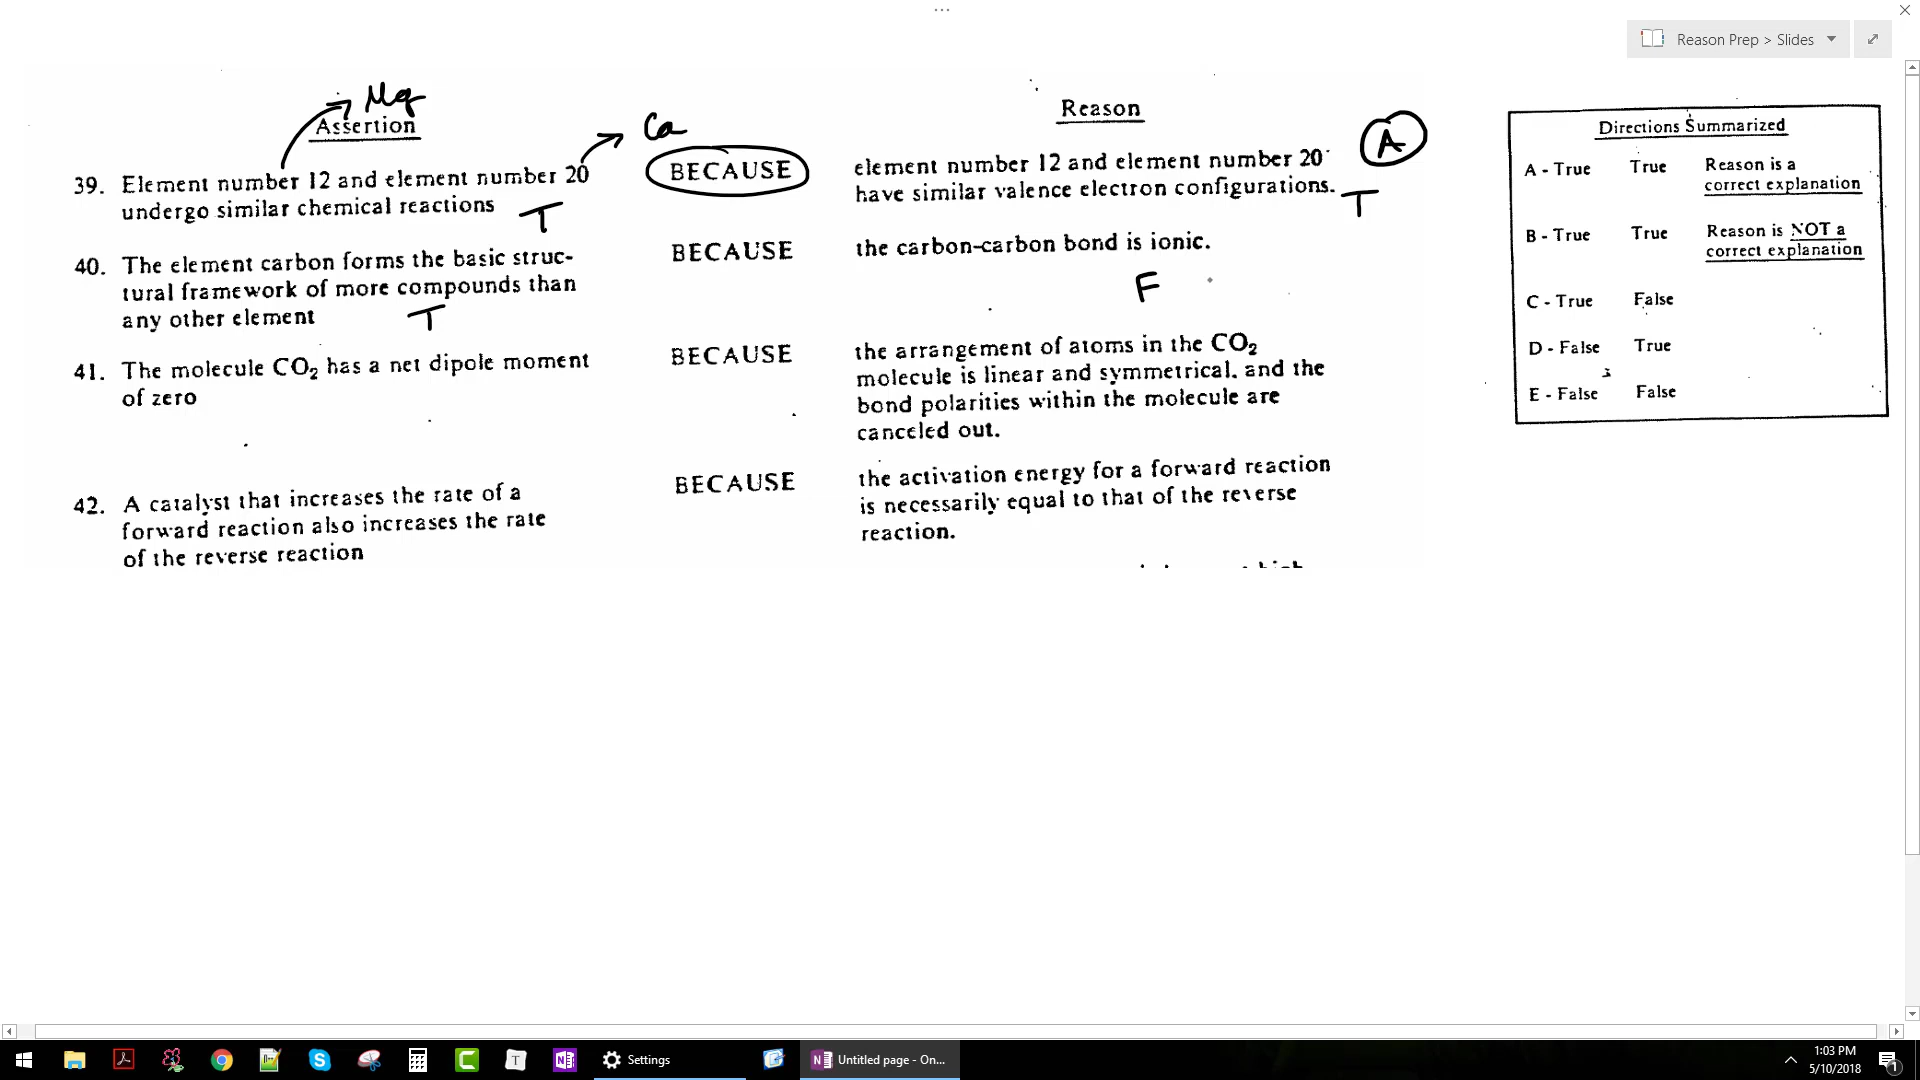 ...
Reason Prep > Slides
Mg
Assertion
Ca
Reason
A
39. Element number 12 and element number 20
undergo similar chemical reactions
T
BECAUSE
element number 12 and element number 20
have similar valence electron configurations.
T
40. The element carbon forms the basic struc-
tural framework of more compounds than
any other element
T
BECAUSE
the carbon-carbon bond is ionic.
F
41. The molecule CO₂ has a net dipole moment
of zero
BECAUSE
the arrangement of atoms in the CO₂
molecule is linear and symmetrical, and the
bond polarities within the molecule are
canceled out.
42. A catalyst that increases the rate of a
forward reaction also increases the rate
of the reverse reaction
BECAUSE
the activation energy for a forward reaction
is necessarily equal to that of the reverse
reaction.
Directions Summarized
A - True True Reason is a
correct explanation
B - True True Reason is NOT a
correct explanation
C - True False
D - False True
E - False False
Settings
Untitled page - On...
1:03 PM
5/10/2018
1